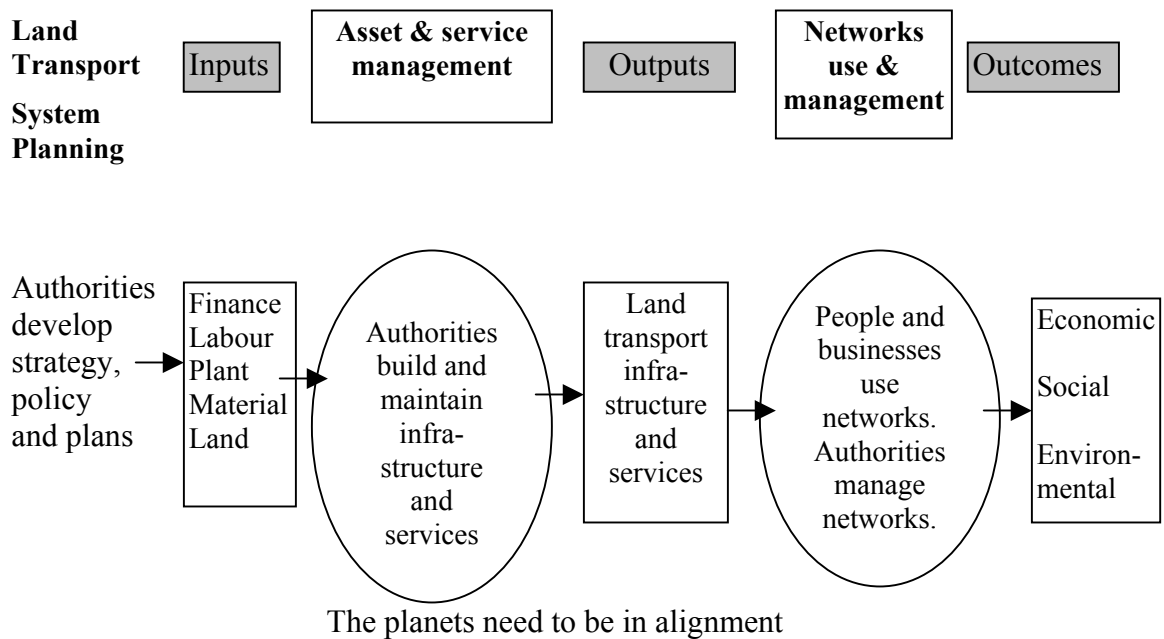 Land
Transport
System
Planning
Inputs
Asset & service
management
Outputs
Networks
use &
management
Outcomes
Authorities
develop
strategy,
policy
and plans
Finance
Labour
Plant
Material
Land
Authorities
build and
maintain
infra-
structure
and
services
Land
transport
infra-
structure
and
services
People and
businesses
use
networks.
Authorities
manage
networks.
Economic
Social
Environ-
mental
The planets need to be in alignment